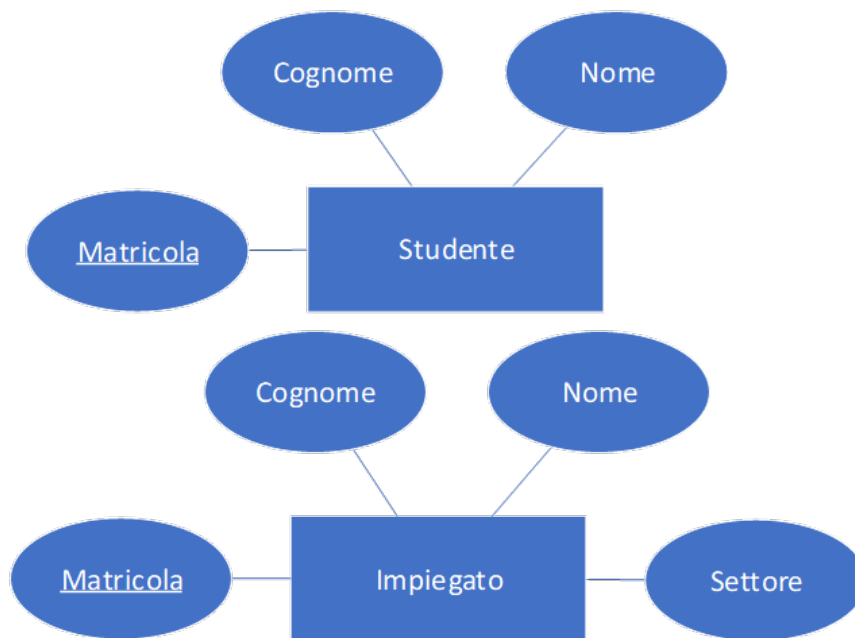 Cognome
Nome
Matricola
Studente
Cognome
Nome
Matricola
Impiegato
Settore